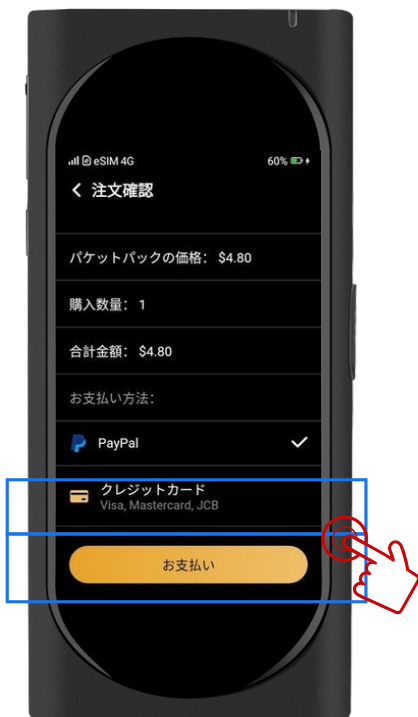 eSIM 4G 60%
注文確認
パケットパックの価格： $4.80
購入数量： 1
合計金額： $4.80
お支払い方法：
PayPal
クレジットカード
Visa, Mastercard, JCB
お支払い